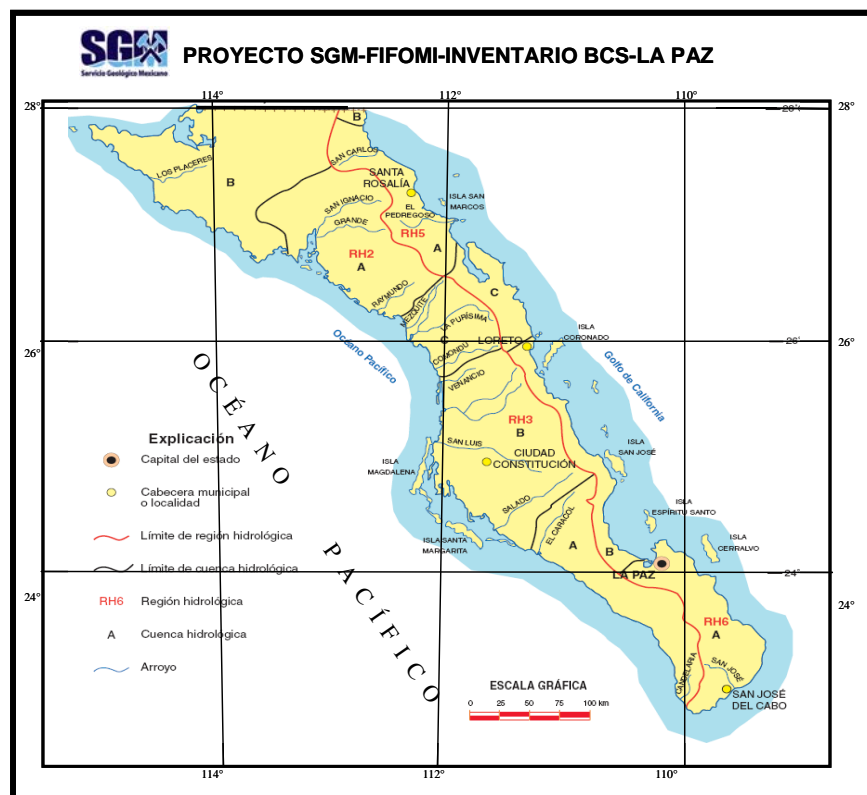 SGM
Servicio Geológico Mexicano
PROYECTO SGM-FIFOMI-INVENTARIO BCS-LA PAZ
114°
112°
110°
28°
B
SAN CARLOS
LOS PLACERES
B
SANTA
ROSALÍA
SAN IGNACIO
EL
PEDREGOSO
ISLA SAN
MARCOS
GRANDE
RH5
A
RH2
A
C
RAYMUNDO
MEZQUITE
LA PURÍSIMA
ISLA
CORONADO
26°
26°
C
LORETO
COMONDU
Océano Pacífico
Golfo de California
VENANCIO
OCÉANO
RH3
B
SAN LUIS
CIUDAD
CONSTITUCIÓN
ISLA
SAN JOSÉ
ISLA
MAGDALENA
Explicación
Capital del estado
Cabecera municipal
o localidad
Límite de región hidrológica
Límite de cuenca hidrológica
RH6 Región hidrológica
A Cuenca hidrológica
Arroyo
SALADO
EL CARACOL
ISLA
ESPÍRITU SANTO
ISLA SANTA
MARGARITA
ISLA
CERRALVO
A
B
LA PAZ
24°
24°
24°
PACÍFICO
RH6
A
CANDELARIA
SAN JOSÉ
SAN JOSÉ
DEL CABO
ESCALA GRÁFICA
0 25 50 75 100 km
114°
112°
110°